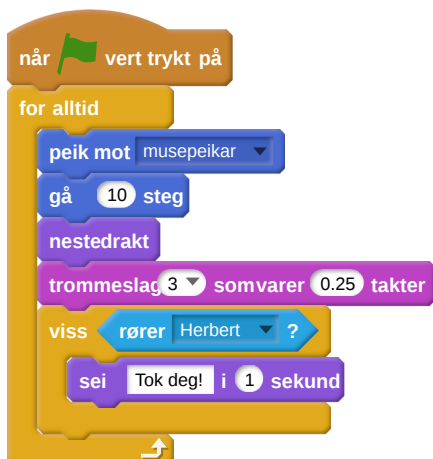 når vert trykt på
for alltid
peik mot musepeikar
gå 10 steg
nestedrakt
trommeslag 3 somvarer 0.25 takter
viss rører Herbert ?
sei Tok deg! i 1 sekund